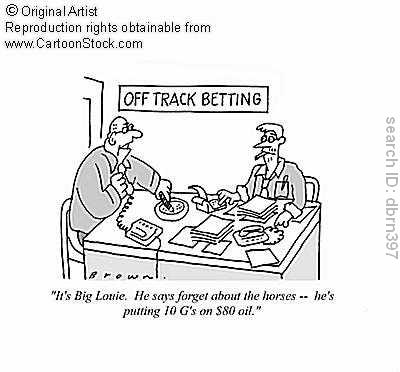 © Original Artist
Reproduction rights obtainable from
www.CartoonStock.com
OFF TRACK BETTING
Brown
"It's Big Louie. He says forget about the horses -- he's
putting 10 G's on $80 oil."
search ID: dbrn397